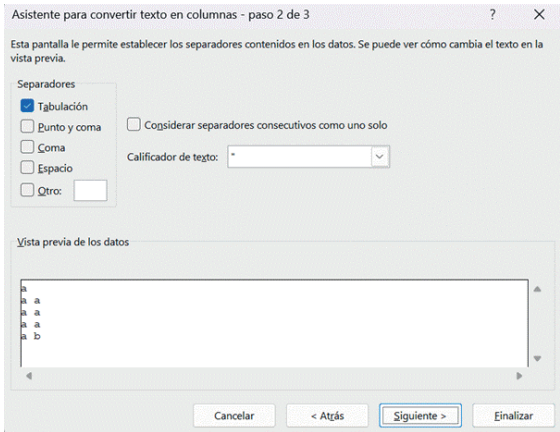 Asistente para convertir texto en columnas - paso 2 de 3
Esta pantalla le permite establecer los separadores contenidos en los datos. Se puede ver cómo cambia el texto en la
vista previa.
Separadores
Tabulación
Punto y coma
Coma
Espacio
Otro:
Considerar separadores consecutivos como uno solo
Calificador de texto: "
Vista previa de los datos
a
a a
a a
a a
a b
Cancelar
< Atrás
Siguiente >
Finalizar